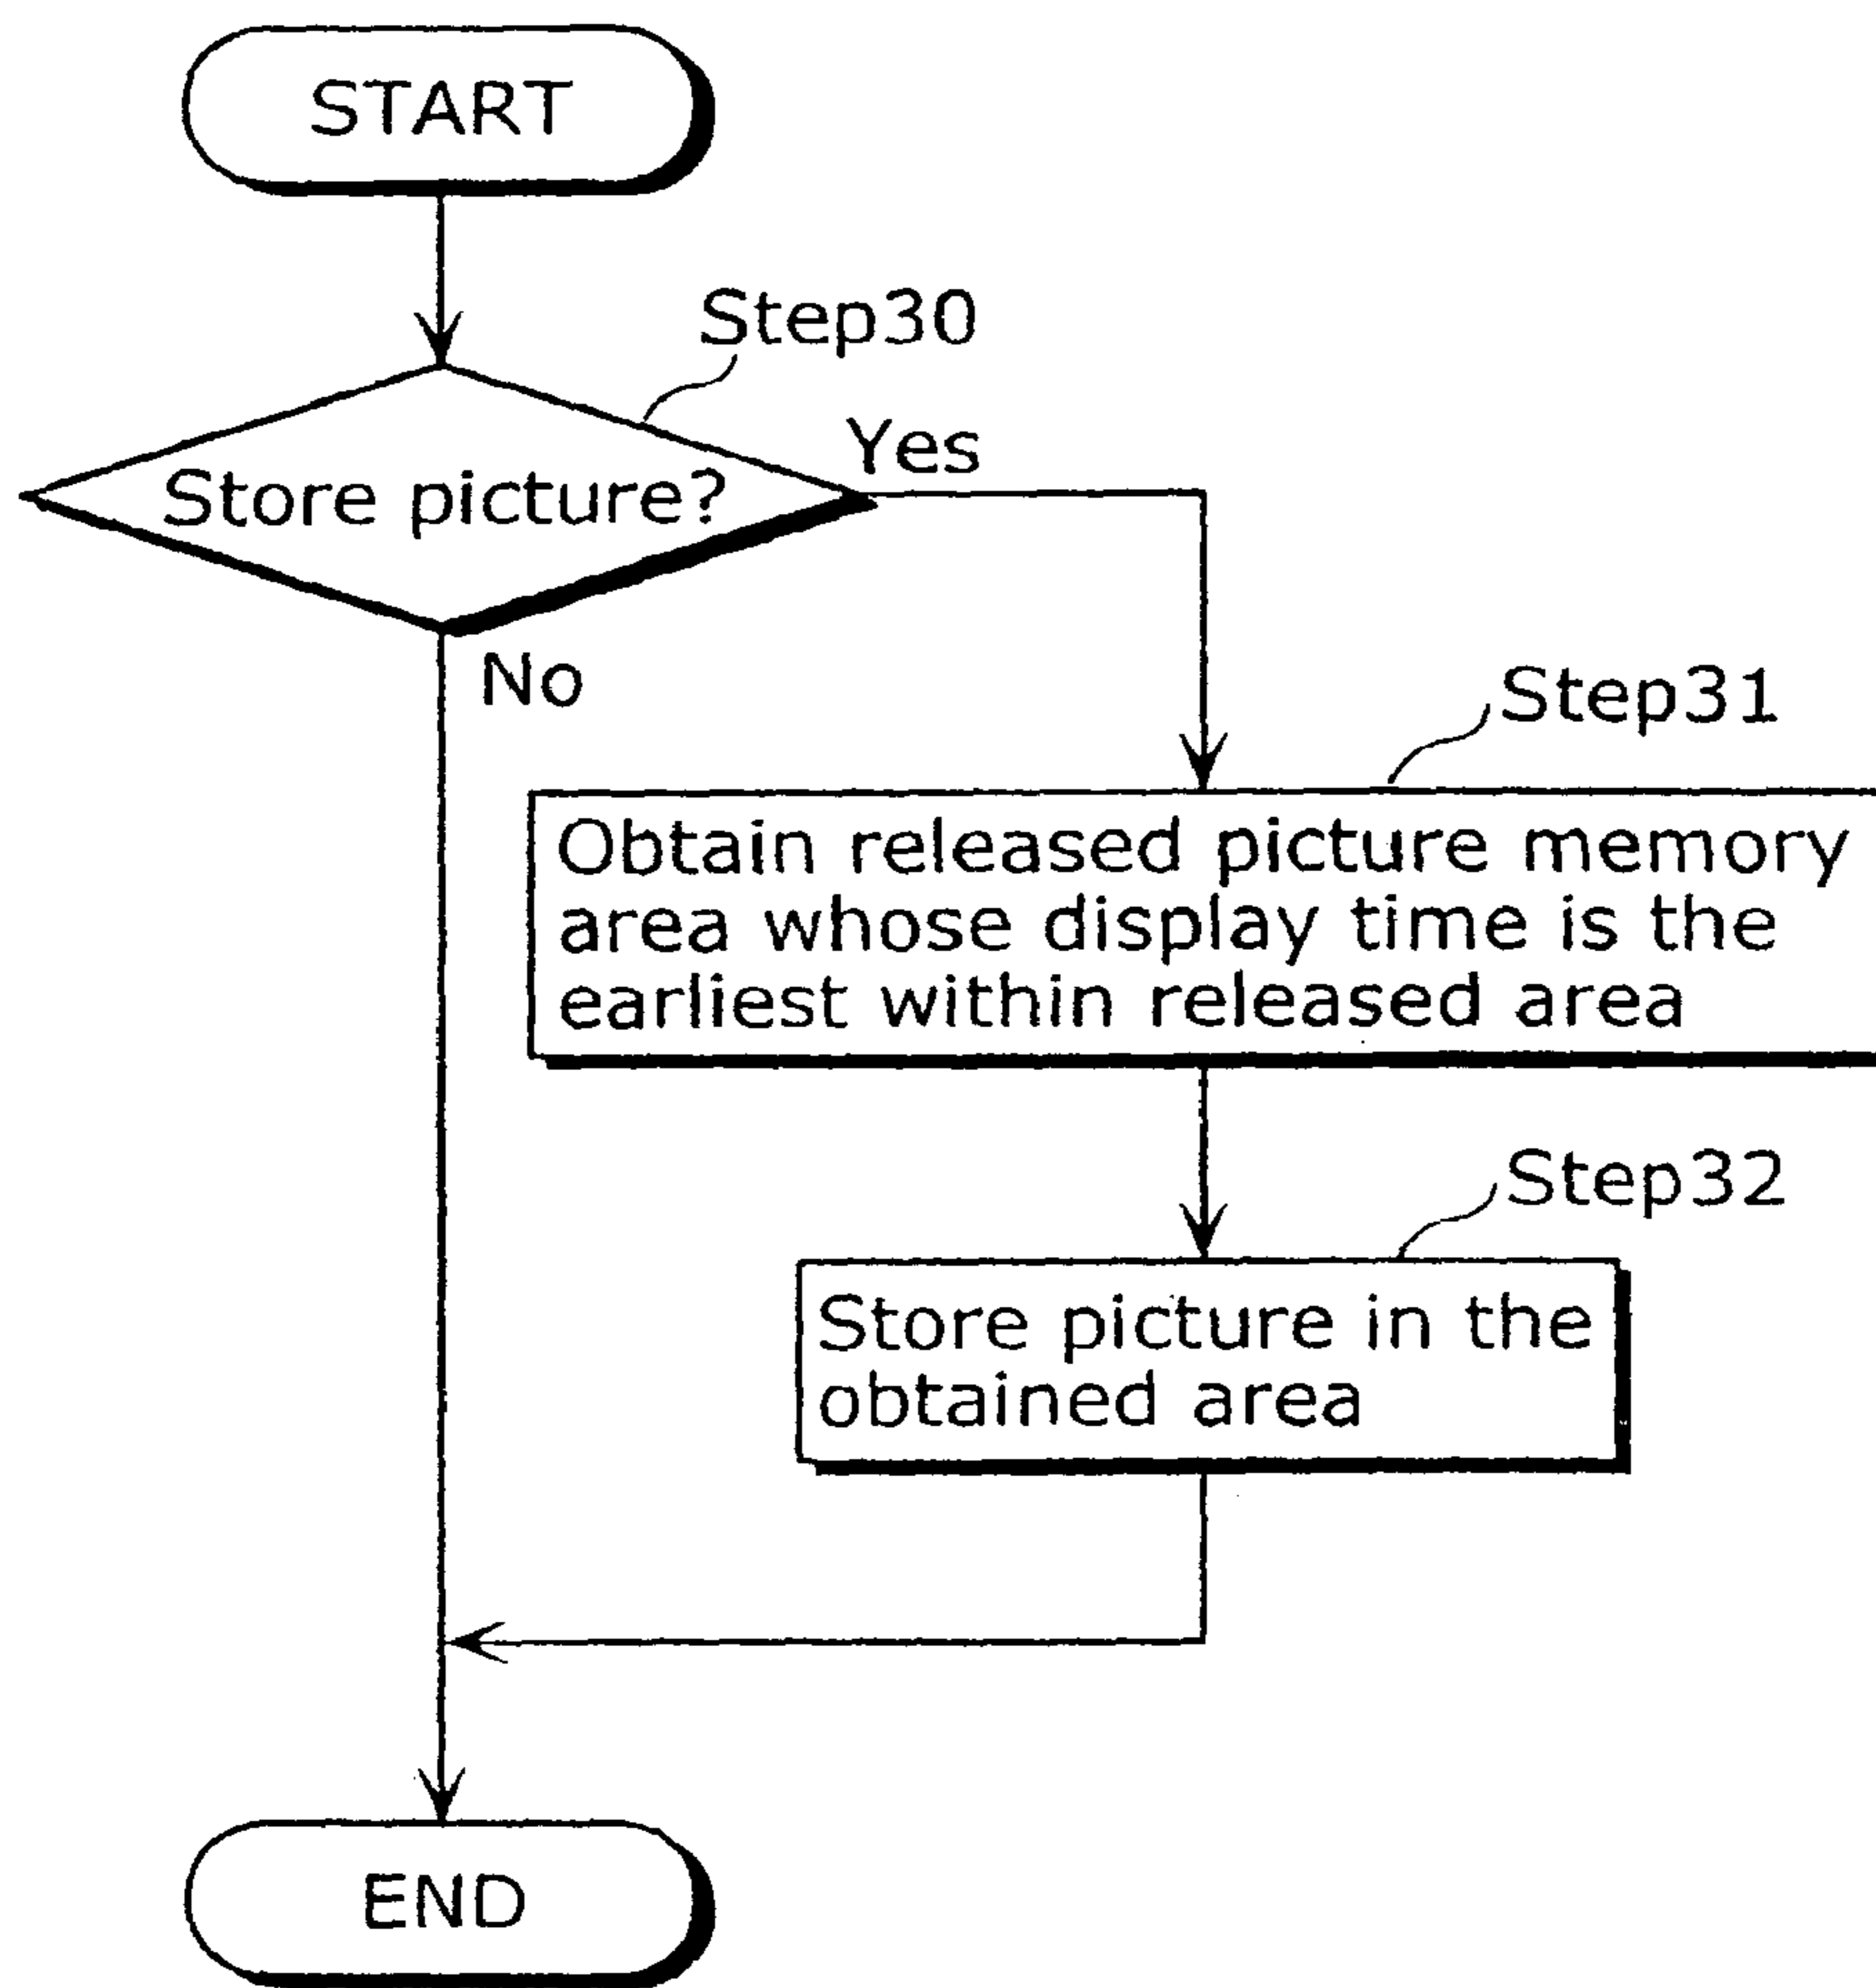 START
Step30
Yes
Store picture?
No
Step31
Obtain released picture memory
area whose display time is the
earliest within released area
Step32
Store picture in the
obtained area
END